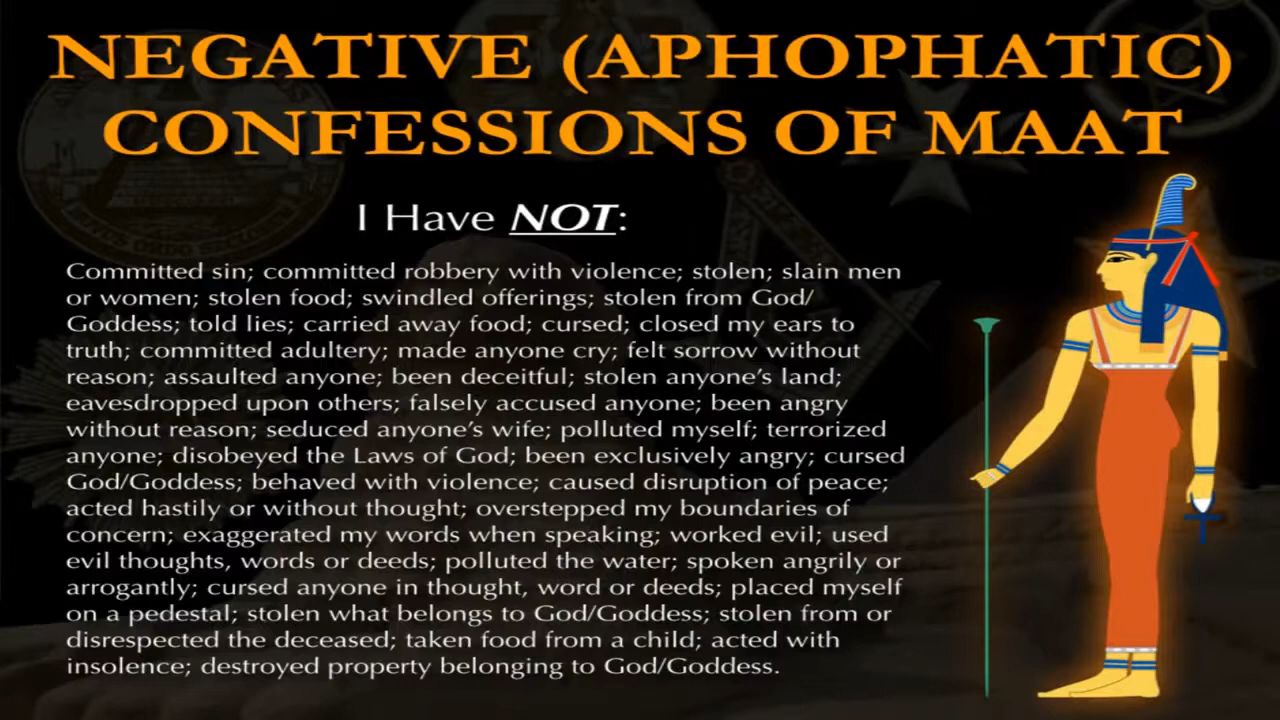 NEGATIVE (APHOPHATIC)
CONFESSIONS OF MAAT
I Have NOT:
Committed sin; committed robbery with violence; stolen; slain men
or women; stolen food; swindled offerings; stolen from God/
Goddess; told lies; carried away food; cursed; closed my ears to
truth; committed adultery; made anyone cry; felt sorrow without
reason; assaulted anyone; been deceitful; stolen anyone's land;
eavesdropped upon others; falsely accused anyone; been angry
without reason; seduced anyone's wife; polluted myself; terrorized
anyone; disobeyed the Laws of God; been exclusively angry; cursed
God/Goddess; behaved with violence; caused disruption of peace;
acted hastily or without thought; overstepped my boundaries of
concern; exaggerated my words when speaking; worked evil; used
evil thoughts, words or deeds; polluted the water; spoken angrily or
arrogantly; cursed anyone in thought, word or deeds; placed myself
on a pedestal; stolen what belongs to God/Goddess; stolen from or
disrespected the deceased; taken food from a child; acted with
insolence; destroyed property belonging to God/Goddess.